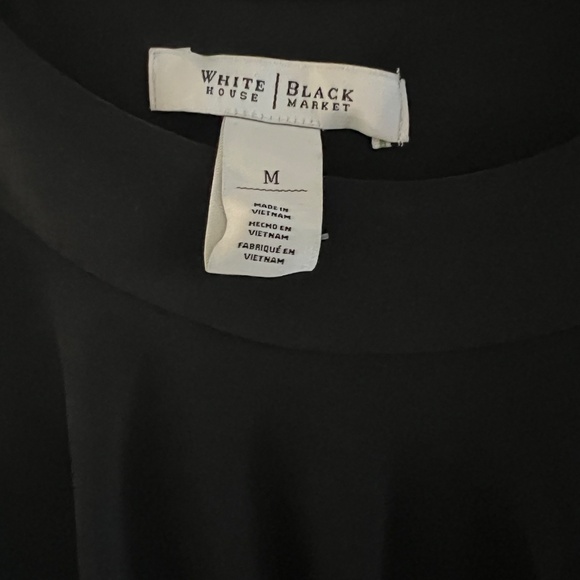 WHITE | BLACK
HOUSE | MARKET
M
MADE IN
VIETNAM
HECHO EN
VIETNAM
FABRIQUÉ EN
VIETNAM